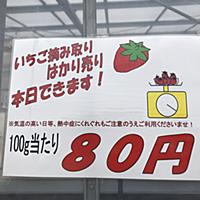 いちご摘み取り
はかり売り
本日できます！
※気温の高い日等、熱中症にくれぐれもご注意のうえご利用くださいませ！
100g当たり
８０円